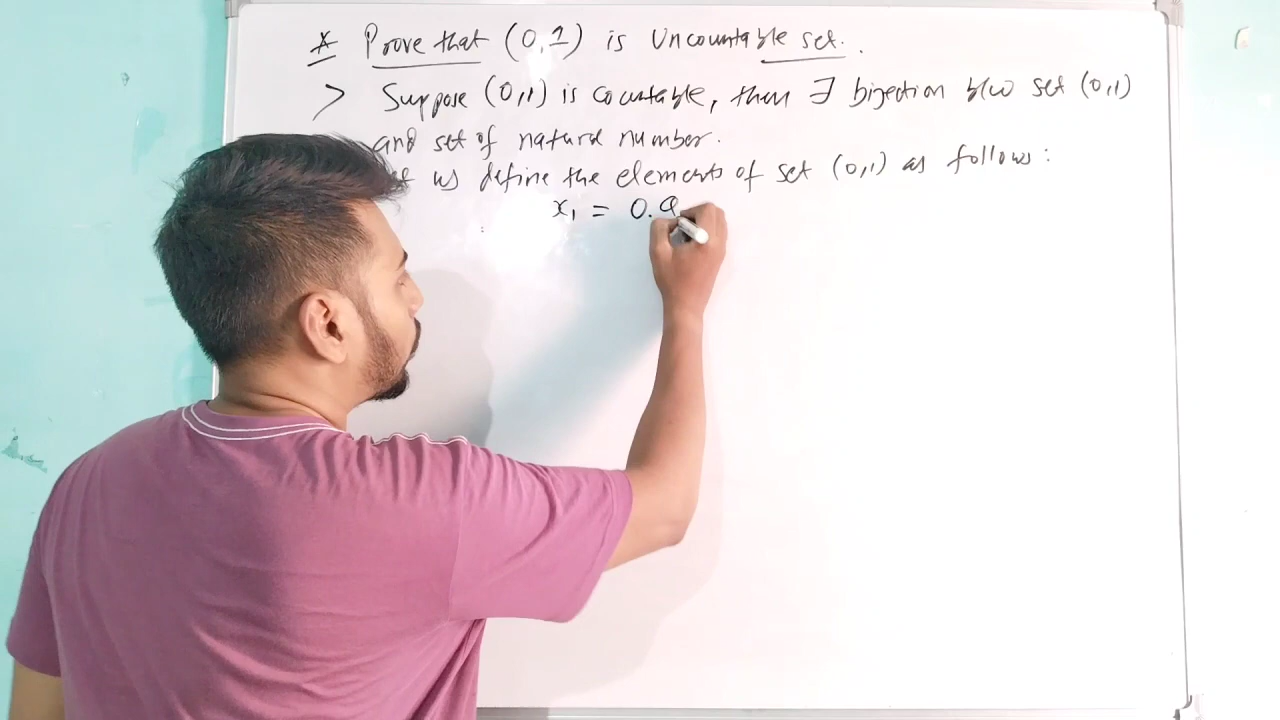 * Prove that (0,1) is Uncountable set.
> Suppose (0,1) is countable, then ∃ bijection b/w set (0,1)
and set of natural number.
us define the elements of set (0,1) as follows:
x₁ = 0.a